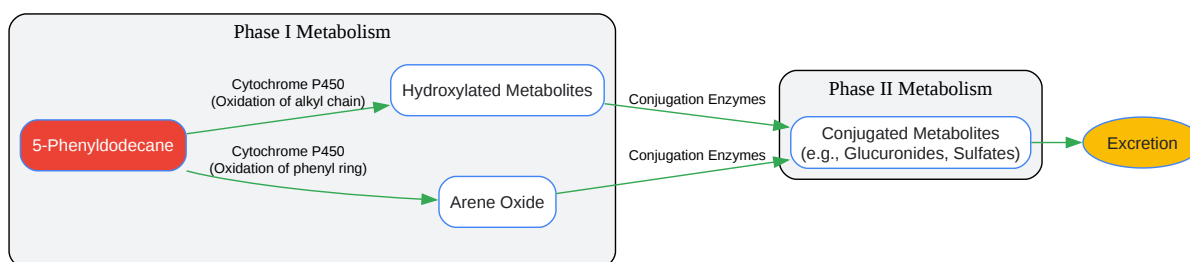 Phase I Metabolism
Cytochrome P450
(Oxidation of alkyl chain)
Hydroxylated Metabolites
5-Phenyldodecane
Cytochrome P450
(Oxidation of phenyl ring)
Arene Oxide
Conjugation Enzymes
Conjugation Enzymes
Phase II Metabolism
Conjugated Metabolites
(e.g., Glucuronides, Sulfates)
Excretion